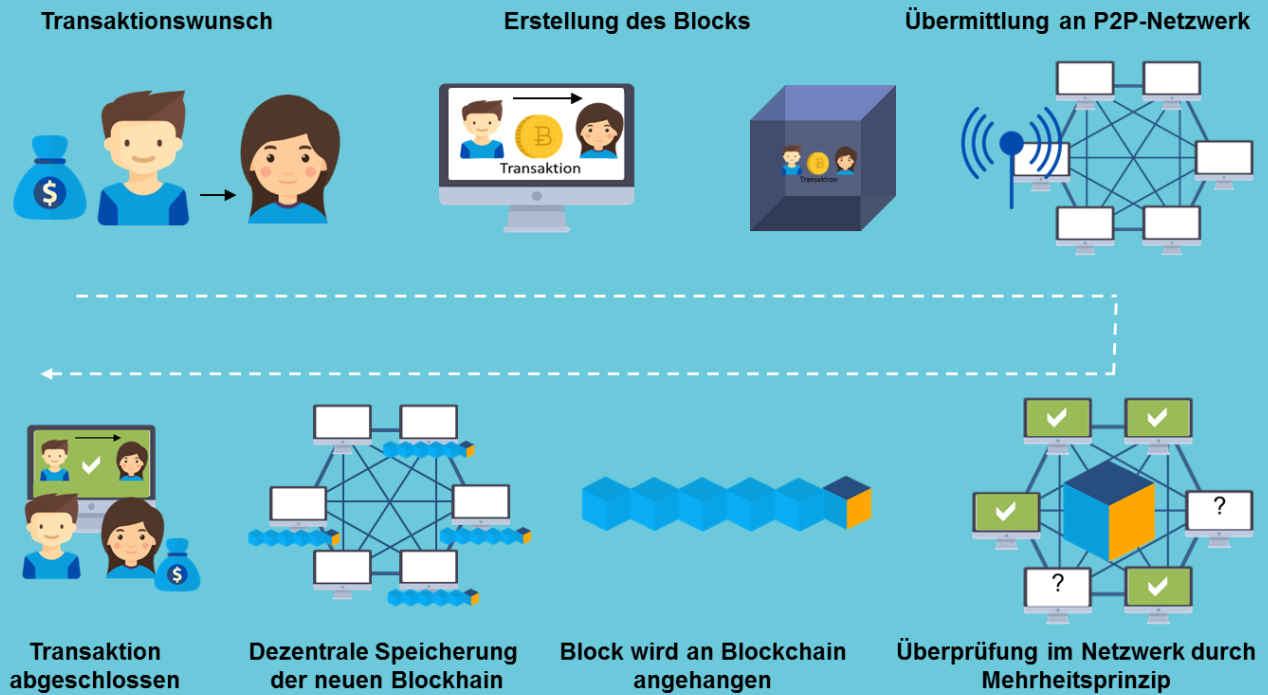 Transaktionswunsch
Erstellung des Blocks
Übermittlung an P2P-Netzwerk
$
Transaktion
Transaktion
?
?
$
Transaktion
abgeschlossen
Dezentrale Speicherung
der neuen Blockhain
Block wird an Blockchain
angehangen
Überprüfung im Netzwerk durch
Mehrheitsprinzip